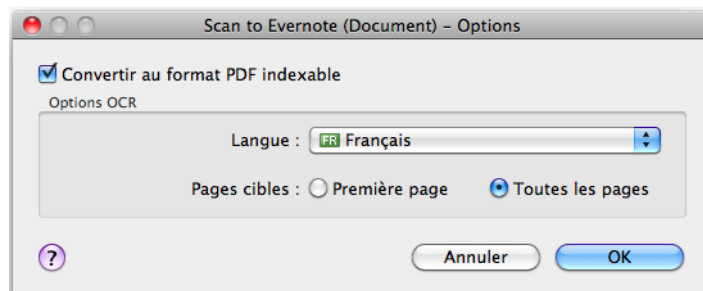 Scan to Evernote (Document) – Options
Convertir au format PDF indexable
Options OCR
Langue : FR Français
Pages cibles : Première page Toutes les pages
? Annuler OK